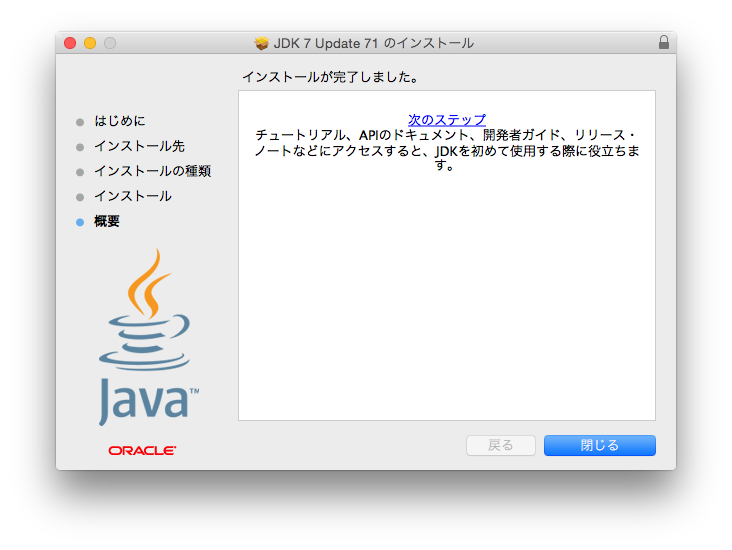 JDK 7 Update 71 のインストール
インストールが完了しました。
はじめに
インストール先
インストールの種類
インストール
概要
次のステップ
チュートリアル、APIのドキュメント、開発者ガイド、リリース・
ノートなどにアクセスすると、JDKを初めて使用する際に役立ちま
す。
Java™
ORACLE®
戻る
閉じる